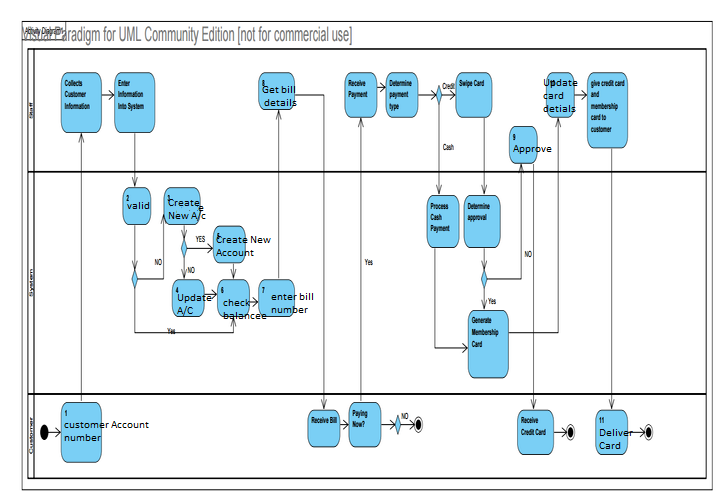 Activity Diagram1
Visual Paradigm for UML Community Edition [not for commercial use]
Staff
Collects
Customer
Information
Enter
Information
Into System
8
Get bill
details
Receive
Payment
Determine
payment
type
Credit
Cash
Swipe Card
9
Approve
10
Update
card
detials
give credit card
and
membership
card to
customer
System
2
valid
NO
Yes
3
Create
New A/c
YES
NO
Create New
Account
4
Update
A/C
6
check
balancee
7
enter bill
number
Yes
Process
Cash
Payment
Determine
approval
NO
Yes
Generate
Membership
Card
Customer
1
customer Account
number
Receive Bill
Paying
Now?
NO
Receive
Credit Card
11
Deliver
Card